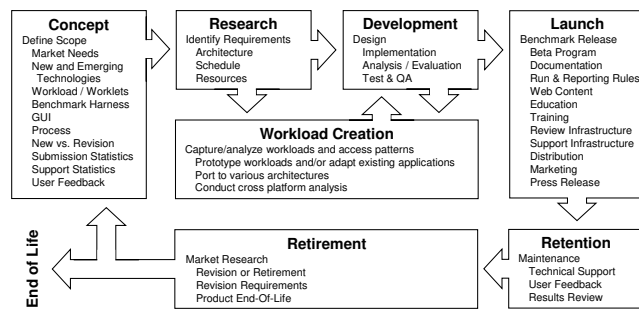 Concept
Define Scope
Market Needs
New and Emerging
Technologies
Workload / Worklets
Benchmark Harness
GUI
Process
New vs. Revision
Submission Statistics
Support Statistics
User Feedback
Research
Identify Requirements
Architecture
Schedule
Resources
Development
Design
Implementation
Analysis / Evaluation
Test & QA
Launch
Benchmark Release
Beta Program
Documentation
Run & Reporting Rules
Web Content
Education
Training
Review Infrastructure
Support Infrastructure
Distribution
Marketing
Press Release
Workload Creation
Capture/analyze workloads and access patterns
Prototype workloads and/or adapt existing applications
Port to various architectures
Conduct cross platform analysis
Retention
Maintenance
Technical Support
User Feedback
Results Review
Retirement
Market Research
Revision or Retirement
Revision Requirements
Product End-Of-Life
End of Life